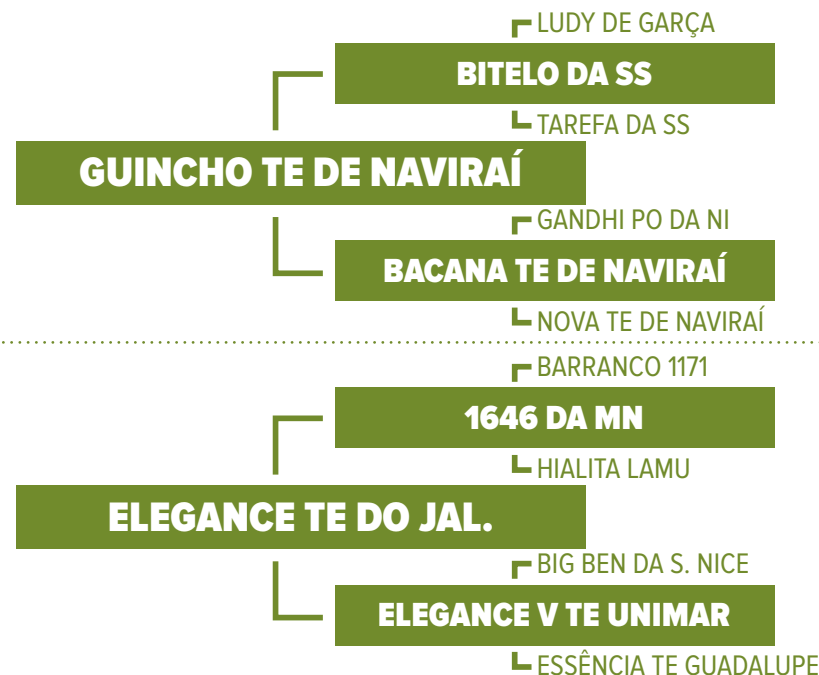 LUDY DE GARÇA
BITELO DA SS
TAREFA DA SS
GUINCHO TE DE NAVIRAÍ
GANDHI PO DA NI
BACANA TE DE NAVIRAÍ
NOVA TE DE NAVIRAÍ
BARRANCO 1171
1646 DA MN
HIALITA LAMU
ELEGANCE TE DO JAL.
BIG BEN DA S. NICE
ELEGANCE V TE UNIMAR
ESSÊNCIA TE GUADALUPE